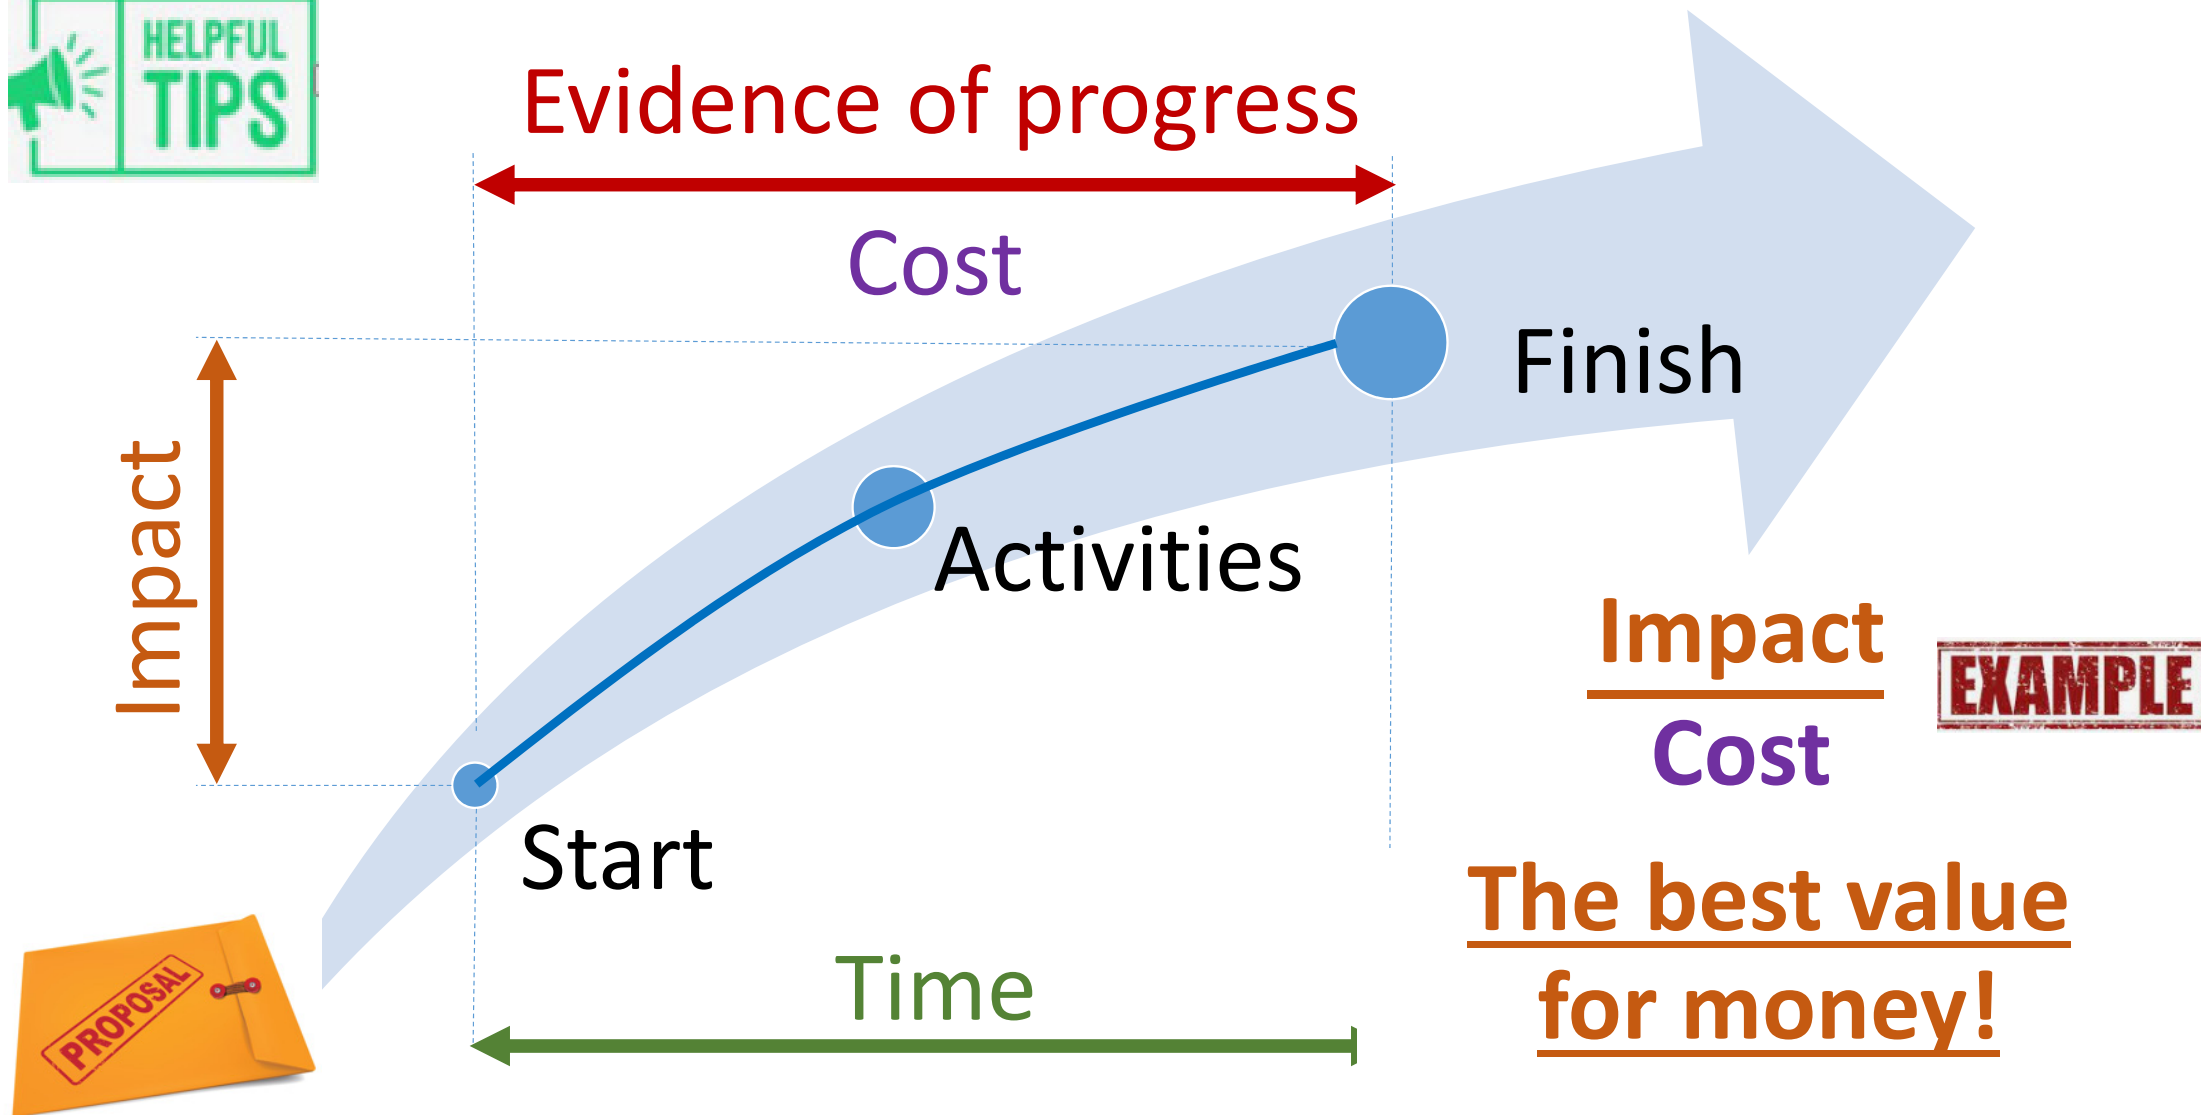 HELPFUL
TIPS
Evidence of progress
Cost
Impact
Finish
Activities
Impact
Cost
EXAMPLE
Start
The best value
for money!
Time
PROPOSAL